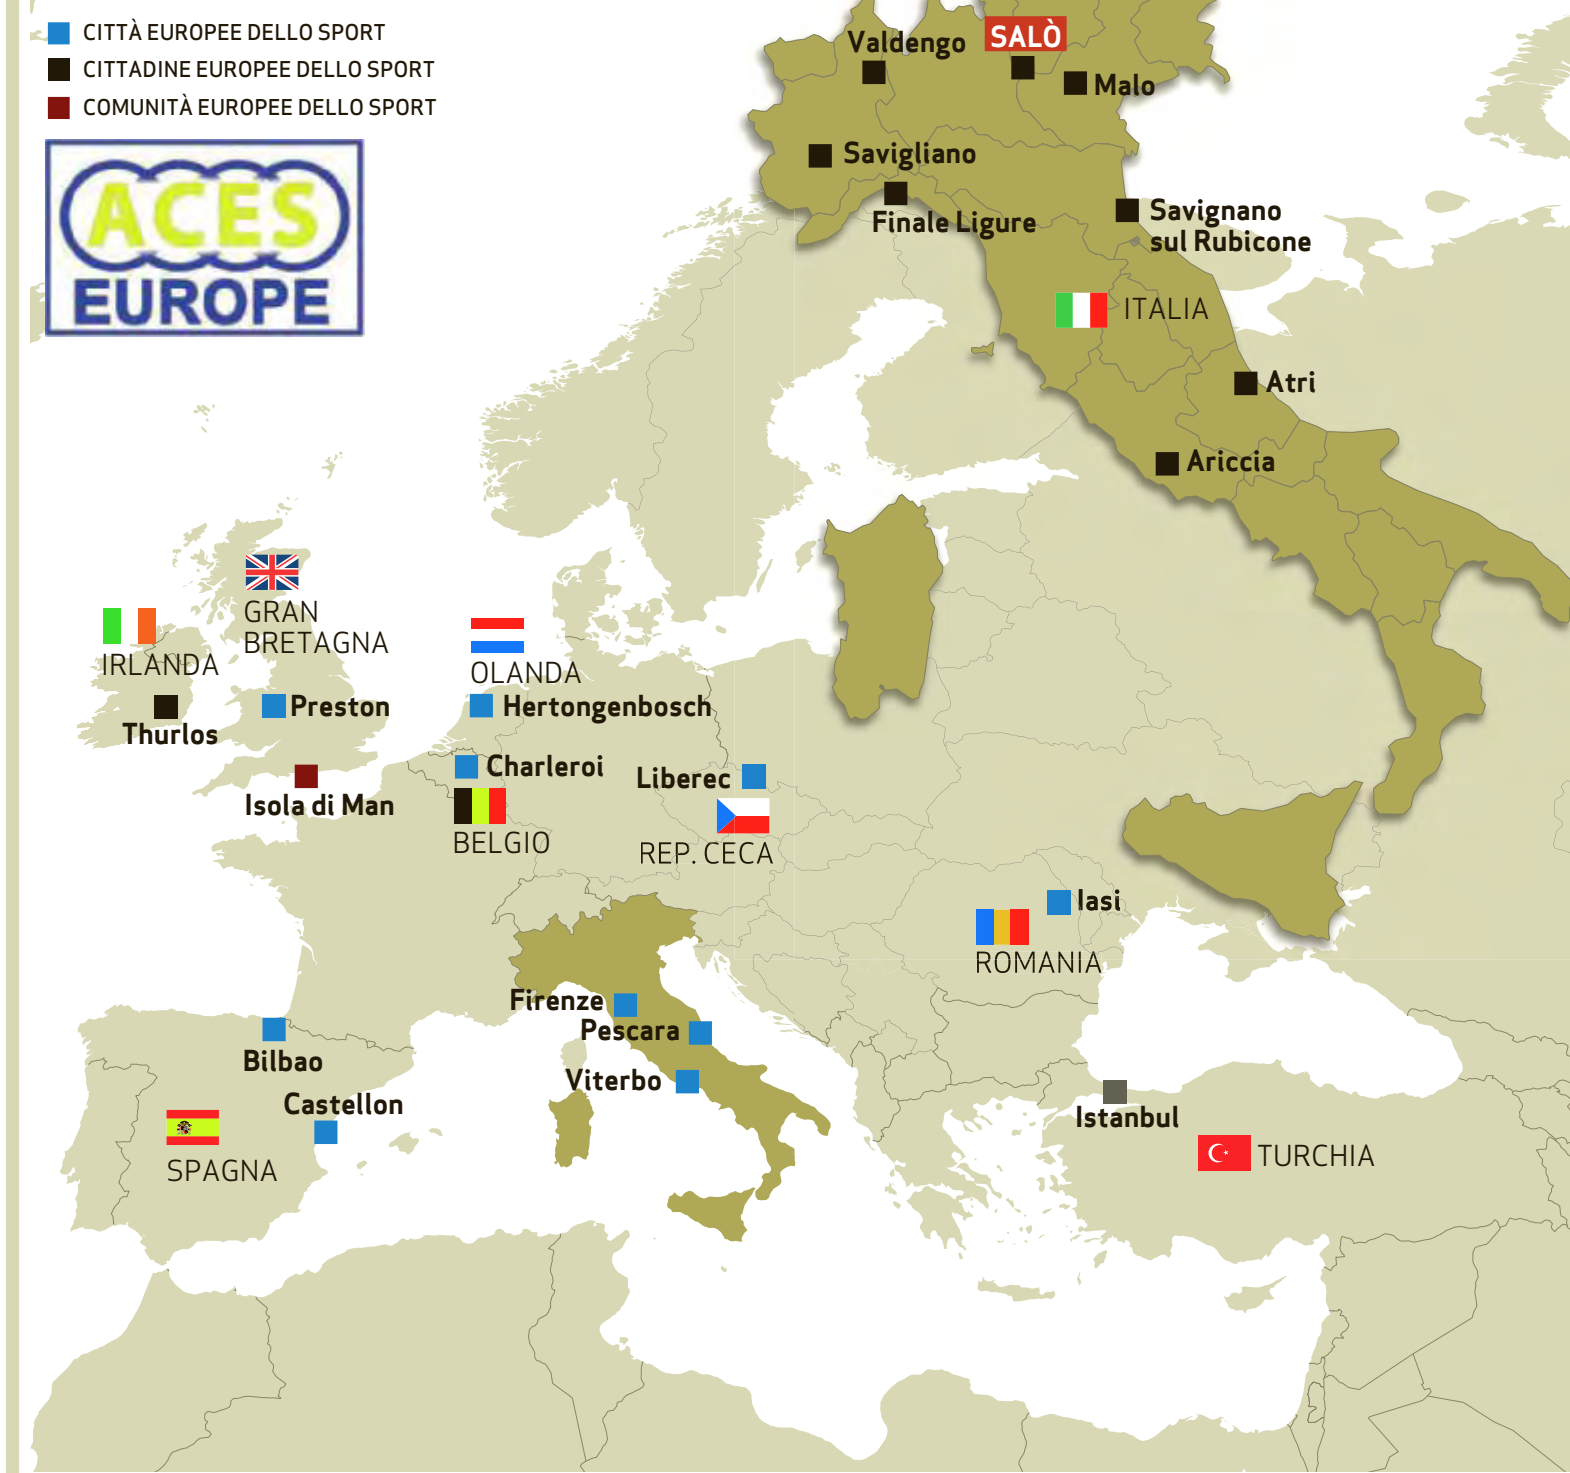 CITTÀ EUROPEE DELLO SPORT
CITTADINE EUROPEE DELLO SPORT
COMUNITÀ EUROPEE DELLO SPORT
ACES
EUROPE
Valdengo
SALÒ
Malo
Savigliano
Finale Ligure
Savignano
sul Rubicone
ITALIA
Atri
Ariccia
GRAN
BRETAGNA
IRLANDA
OLANDA
Thurlos
Preston
Hertongenbosch
Isola di Man
Charleroi
BELGIO
Liberec
REP. CECA
Iasi
ROMANIA
Firenze
Pescara
Viterbo
Bilbao
Castellon
SPAGNA
Istanbul
TURCHIA